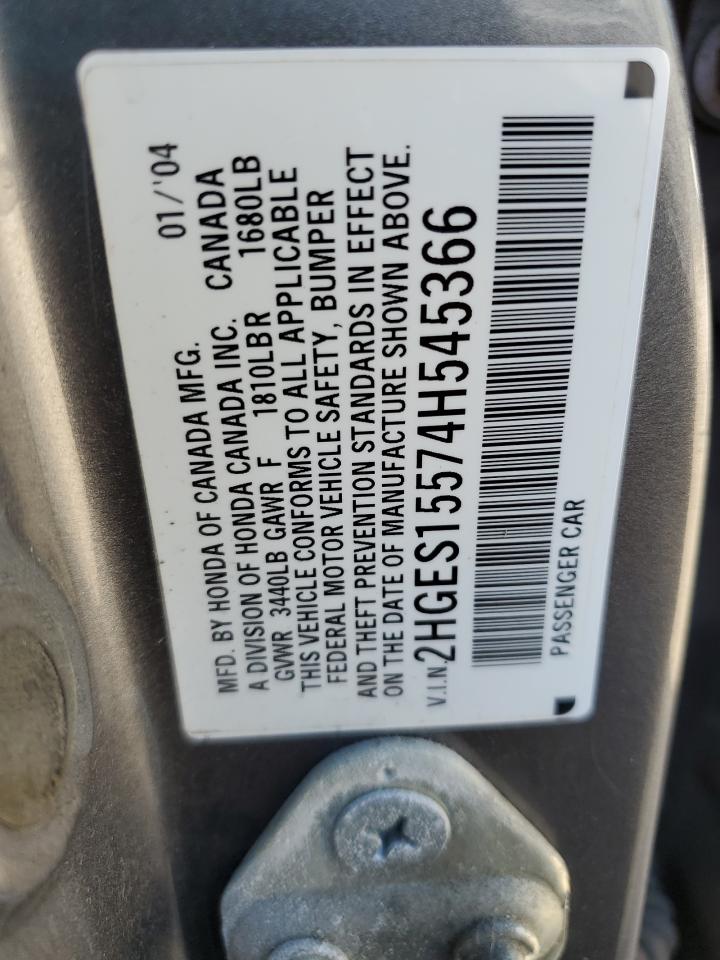 MFD. BY HONDA OF CANADA MFG. 01/'04
A DIVISION OF HONDA CANADA INC. CANADA
GVWR 3440LB GAWR F 1810LBR 1680LB
THIS VEHICLE CONFORMS TO ALL APPLICABLE
FEDERAL MOTOR VEHICLE SAFETY, BUMPER
AND THEFT PREVENTION STANDARDS IN EFFECT
ON THE DATE OF MANUFACTURE SHOWN ABOVE.
V.I.N. 2HGES15574H545366
PASSENGER CAR